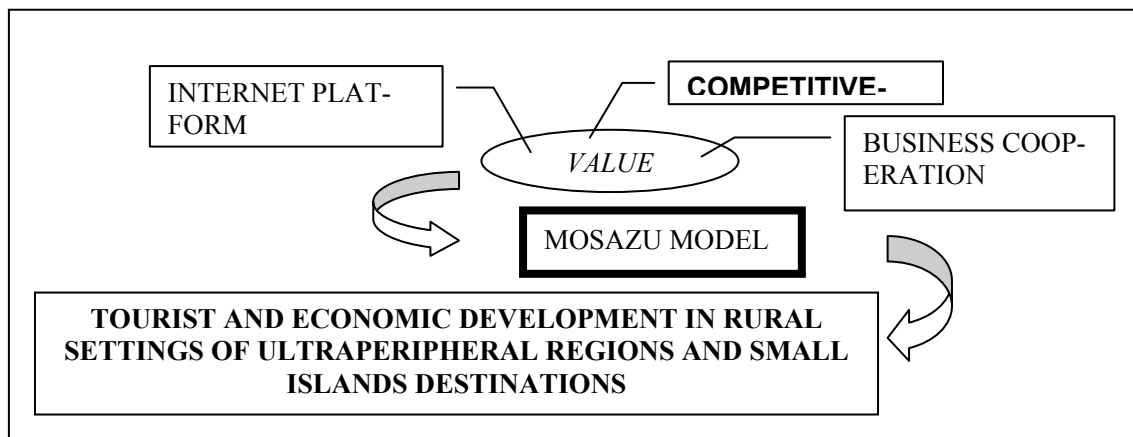 INTERNET PLAT-
FORM
COMPETITIVE-
BUSINESS COOP-
ERATION
VALUE
MOSAZU MODEL
TOURIST AND ECONOMIC DEVELOPMENT IN RURAL
SETTINGS OF ULTRAPERIPHERAL REGIONS AND SMALL
ISLANDS DESTINATIONS